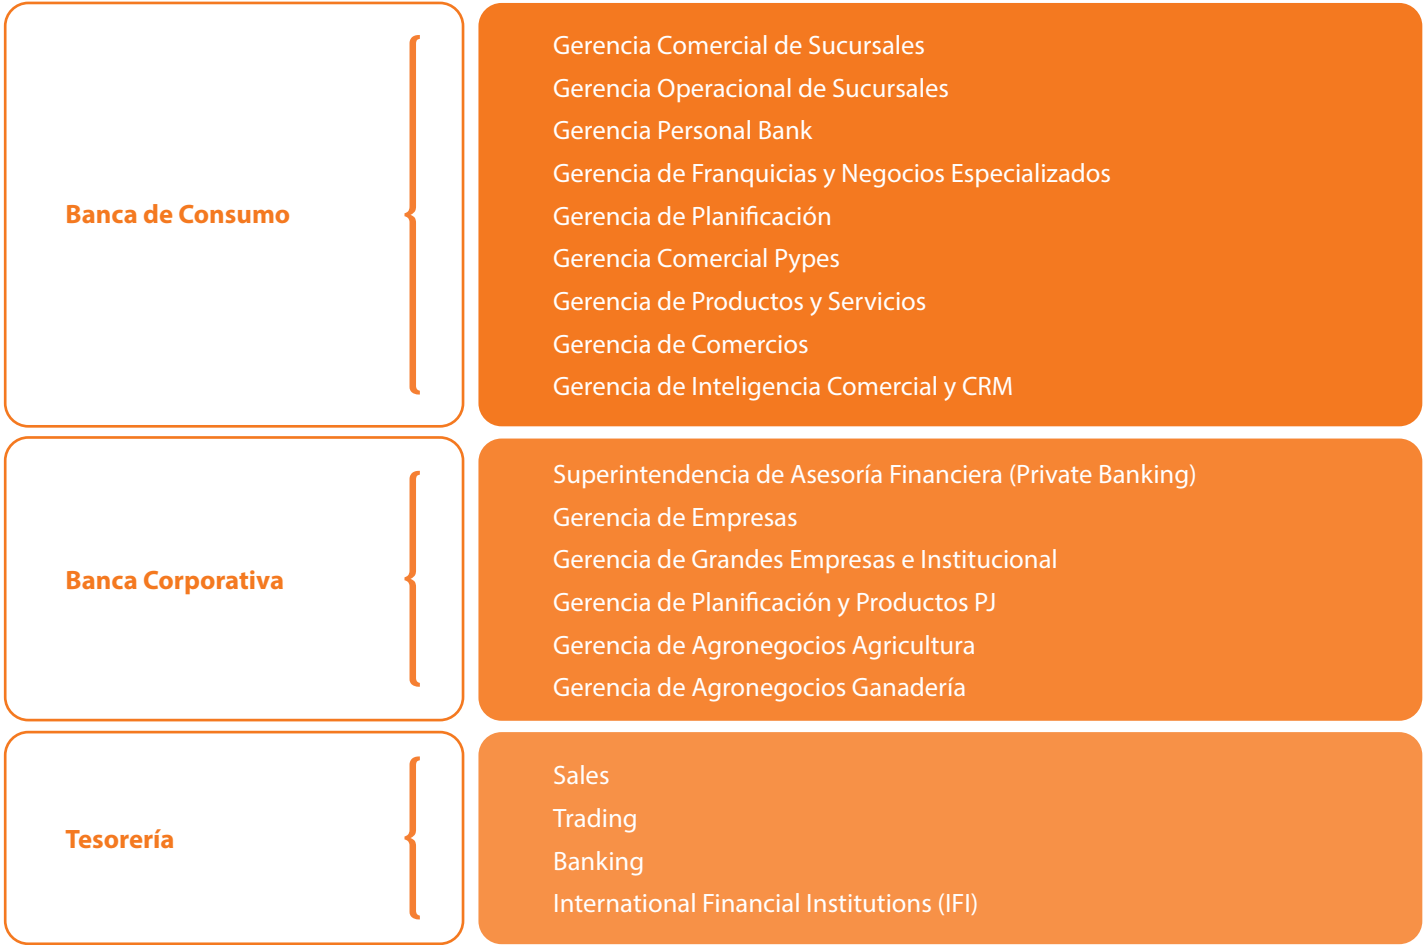 Banca de Consumo
Gerencia Comercial de Sucursales
Gerencia Operacional de Sucursales
Gerencia Personal Bank
Gerencia de Franquicias y Negocios Especializados
Gerencia de Planificación
Gerencia Comercial Pypes
Gerencia de Productos y Servicios
Gerencia de Comercios
Gerencia de Inteligencia Comercial y CRM
Banca Corporativa
Superintendencia de Asesoría Financiera (Private Banking)
Gerencia de Empresas
Gerencia de Grandes Empresas e Institucional
Gerencia de Planificación y Productos PJ
Gerencia de Agronegocios Agricultura
Gerencia de Agronegocios Ganadería
Tesorería
Sales
Trading
Banking
International Financial Institutions (IFI)